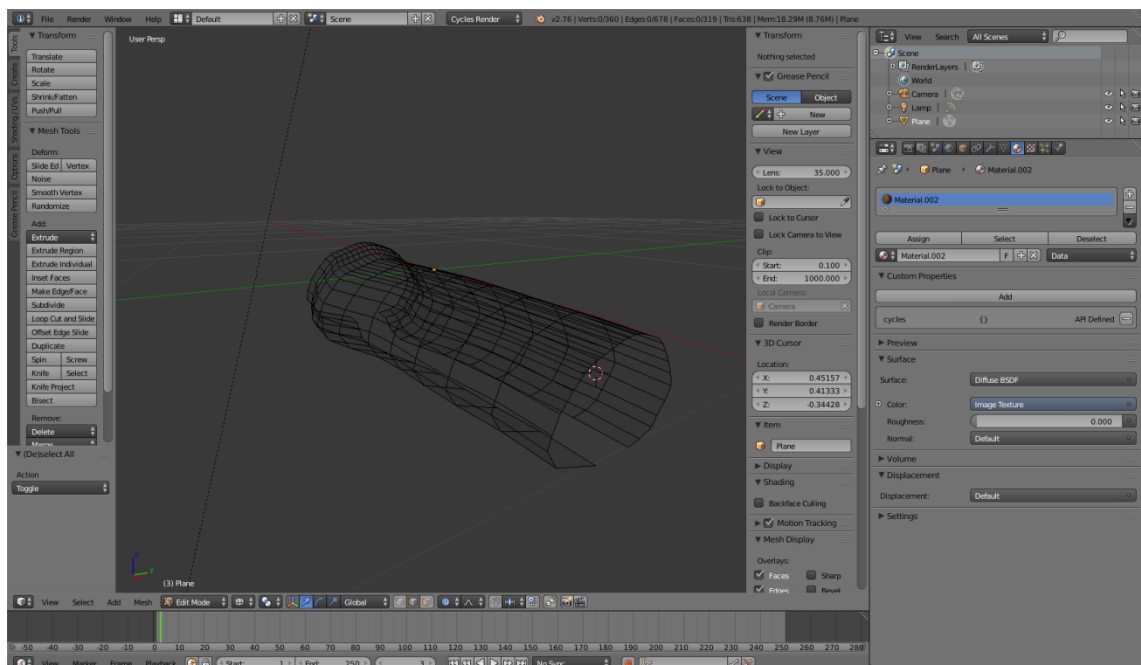 File Render Window Help Default Scene Cycles Render v2.76 | Verts:0/360 | Edges:0/678 | Faces:0/319 | Tris:638 | Mem:18.29M (8.76M) | Plane
Tools
Create
Shading / UVs
Options
Grease Pencil
Transform
Translate
Rotate
Scale
Shrink/Fatten
Push/Pull
Mesh Tools
Deform:
Slide Ed Vertex
Noise
Smooth Vertex
Randomize
Add:
Extrude
Extrude Region
Extrude Individual
Inset Faces
Make Edge/Face
Subdivide
Loop Cut and Slide
Offset Edge Slide
Duplicate
Spin Screw
Knife Select
Knife Project
Bisect
Remove:
Delete
Merge
(De)select All
Action
Toggle
User Persp
(3) Plane
Transform
Nothing selected
Grease Pencil
Scene Object
New
New Layer
View
Lens: 35.000
Lock to Object:
Lock to Cursor
Lock Camera to View
Clip:
Start: 0.100
End: 1000.000
Local Camera:
Camera
Render Border
3D Cursor
Location:
X: 0.45157
Y: 0.41333
Z: -0.34428
Item
Plane
Display
Shading
Backface Culling
Motion Tracking
Mesh Display
Overlays:
Faces Sharp
Edges Bevel
View Search All Scenes
Scene
RenderLayers
World
Camera
Lamp
Plane
Plane Material.002
Material.002
Assign Select Deselect
Material.002 F Data
Custom Properties
Add
cycles {} API Defined
Preview
Surface
Surface: Diffuse BSDF
Color: Image Texture
Roughness: 0.000
Normal: Default
Volume
Displacement
Displacement: Default
Settings
View Select Add Mesh Edit Mode Global
-50 -40 -30 -20 -10 0 10 20 30 40 50 60 70 80 90 100 110 120 130 140 150 160 170 180 190 200 210 220 230 240 250 260 270 280
View Marker Frame Playback Start: 1 End: 250 3 No Sync